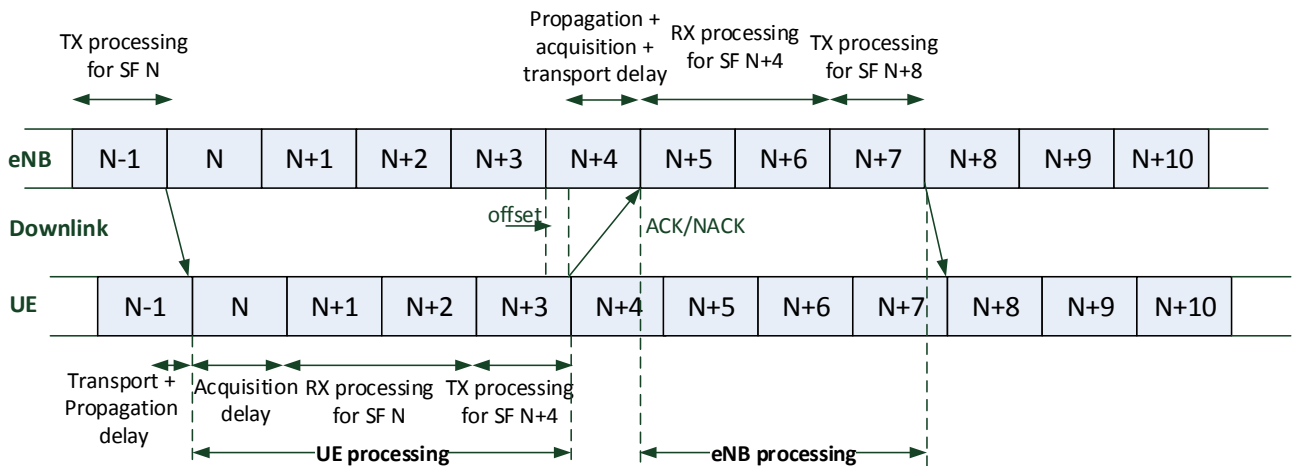 TX processing
for SF N
Propagation +
acquisition +
transport delay
RX processing
for SF N+4
TX processing
for SF N+8
eNB
N-1
N
N+1
N+2
N+3
N+4
N+5
N+6
N+7
N+8
N+9
N+10
offset
ACK/NACK
Downlink
UE
N-1
N
N+1
N+2
N+3
N+4
N+5
N+6
N+7
N+8
N+9
N+10
Transport +
Propagation
delay
Acquisition
delay
RX processing
for SF N
TX processing
for SF N+4
UE processing
eNB processing